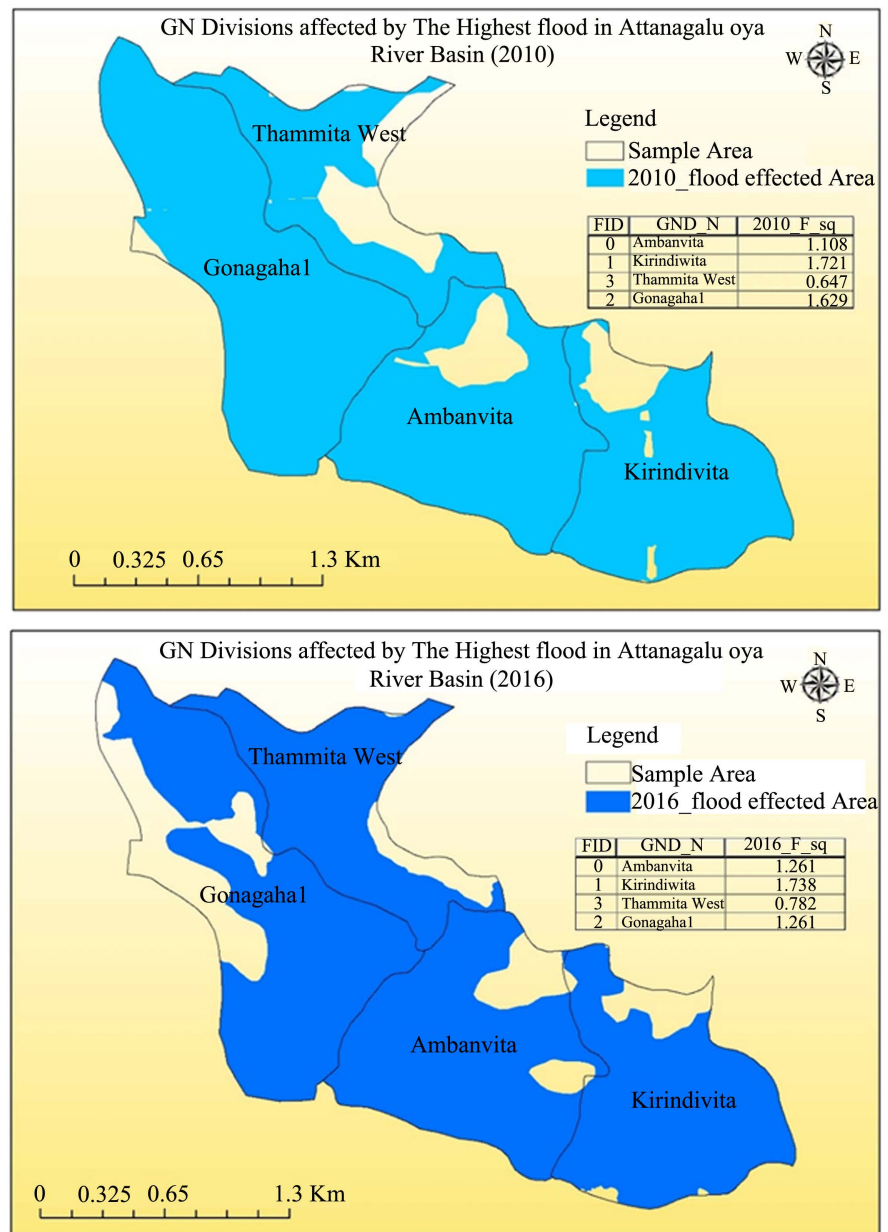 GN Divisions affected by The Highest flood in Attanagalu oya
River Basin (2010)
N
W E
S
Legend
Sample Area
2010_flood effected Area
FID GND_N 2010_F_sq
0 Ambanvita 1.108
1 Kirindiwita 1.721
3 Thammita West 0.647
2 Gonagaha1 1.629
Thammita West
Gonagaha1
Ambanvita
Kirindivita
0 0.325 0.65 1.3 Km
GN Divisions affected by The Highest flood in Attanagalu oya
River Basin (2016)
N
W E
S
Legend
Sample Area
2016_flood effected Area
FID GND_N 2016_F_sq
0 Ambanvita 1.261
1 Kirindiwita 1.738
3 Thammita West 0.782
2 Gonagaha1 1.261
Thammita West
Gonagaha1
Ambanvita
Kirindivita
0 0.325 0.65 1.3 Km